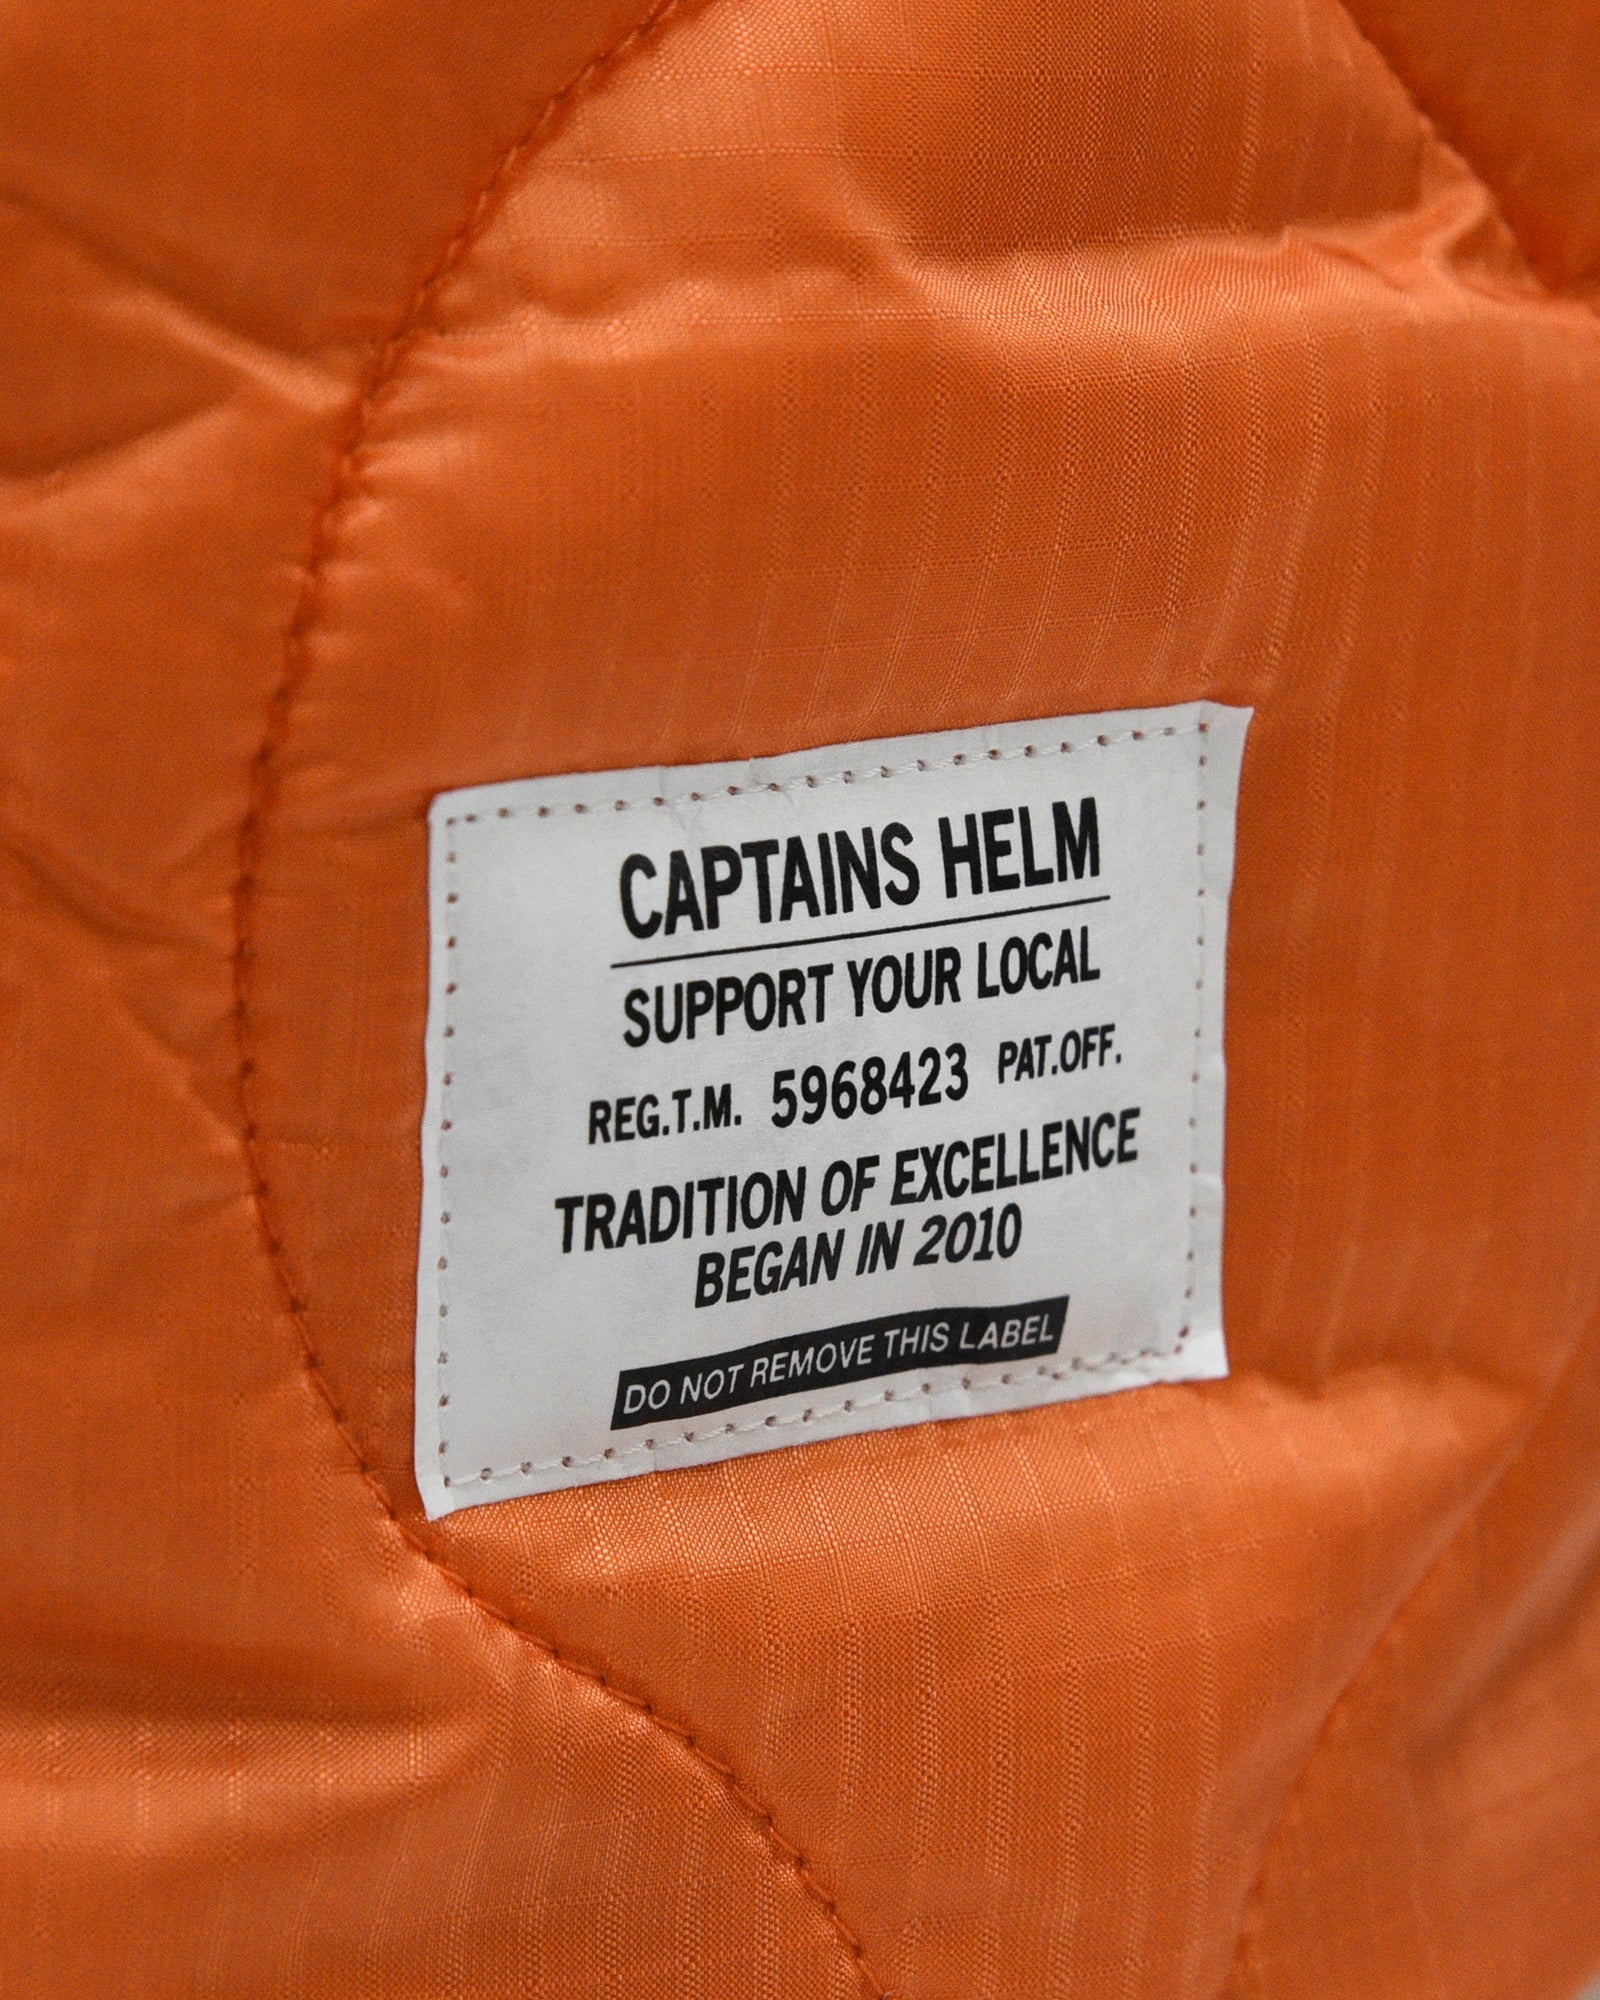 CAPTAINS HELM
SUPPORT YOUR LOCAL
REG.T.M. 5968423 PAT.OFF.
TRADITION OF EXCELLENCE
BEGAN IN 2010
DO NOT REMOVE THIS LABEL